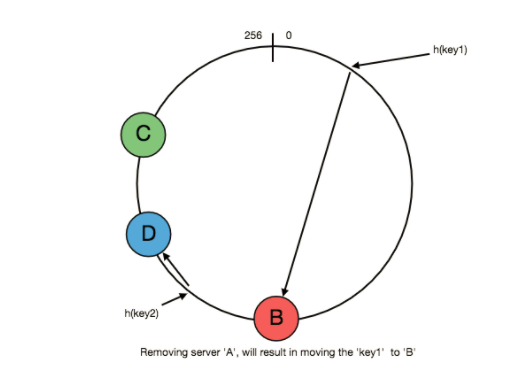 256 0
h(key1)
C
D
h(key2)
B
Removing server 'A', will result in moving the 'key1' to 'B'